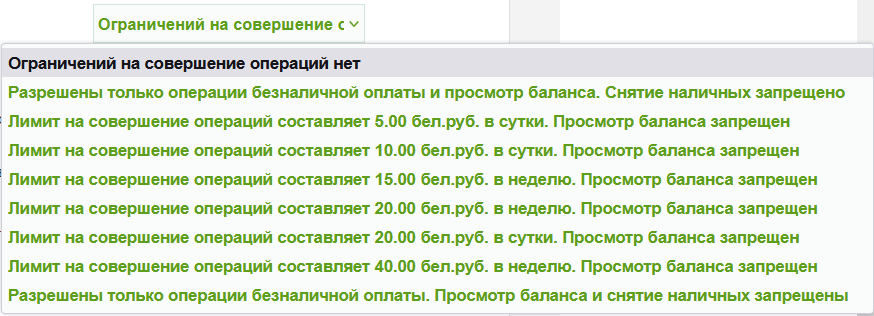 Ограничений на совершение о
Ограничений на совершение операций нет
Разрешены только операции безналичной оплаты и просмотр баланса. Снятие наличных запрещено
Лимит на совершение операций составляет 5.00 бел.руб. в сутки. Просмотр баланса запрещен
Лимит на совершение операций составляет 10.00 бел.руб. в сутки. Просмотр баланса запрещен
Лимит на совершение операций составляет 15.00 бел.руб. в неделю. Просмотр баланса запрещен
Лимит на совершение операций составляет 20.00 бел.руб. в неделю. Просмотр баланса запрещен
Лимит на совершение операций составляет 20.00 бел.руб. в сутки. Просмотр баланса запрещен
Лимит на совершение операций составляет 40.00 бел.руб. в неделю. Просмотр баланса запрещен
Разрешены только операции безналичной оплаты. Просмотр баланса и снятие наличных запрещены